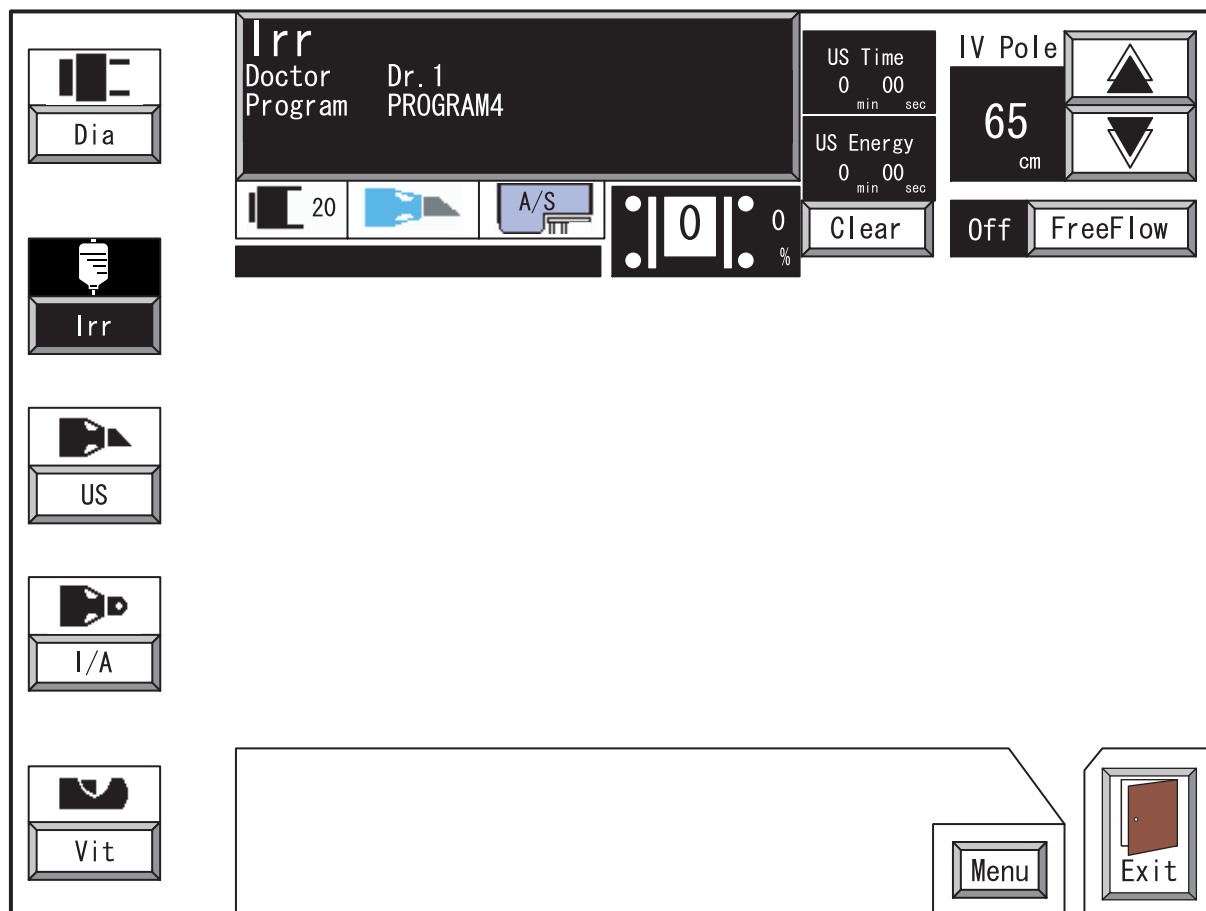 Dia
Irr
US
I/A
Vit
Irr
Doctor Dr.1
Program PROGRAM4
20
A/S
0 0
%
US Time
0 00
min sec
US Energy
0 00
min sec
Clear
IV Pole
65
cm
Off FreeFlow
Menu
Exit